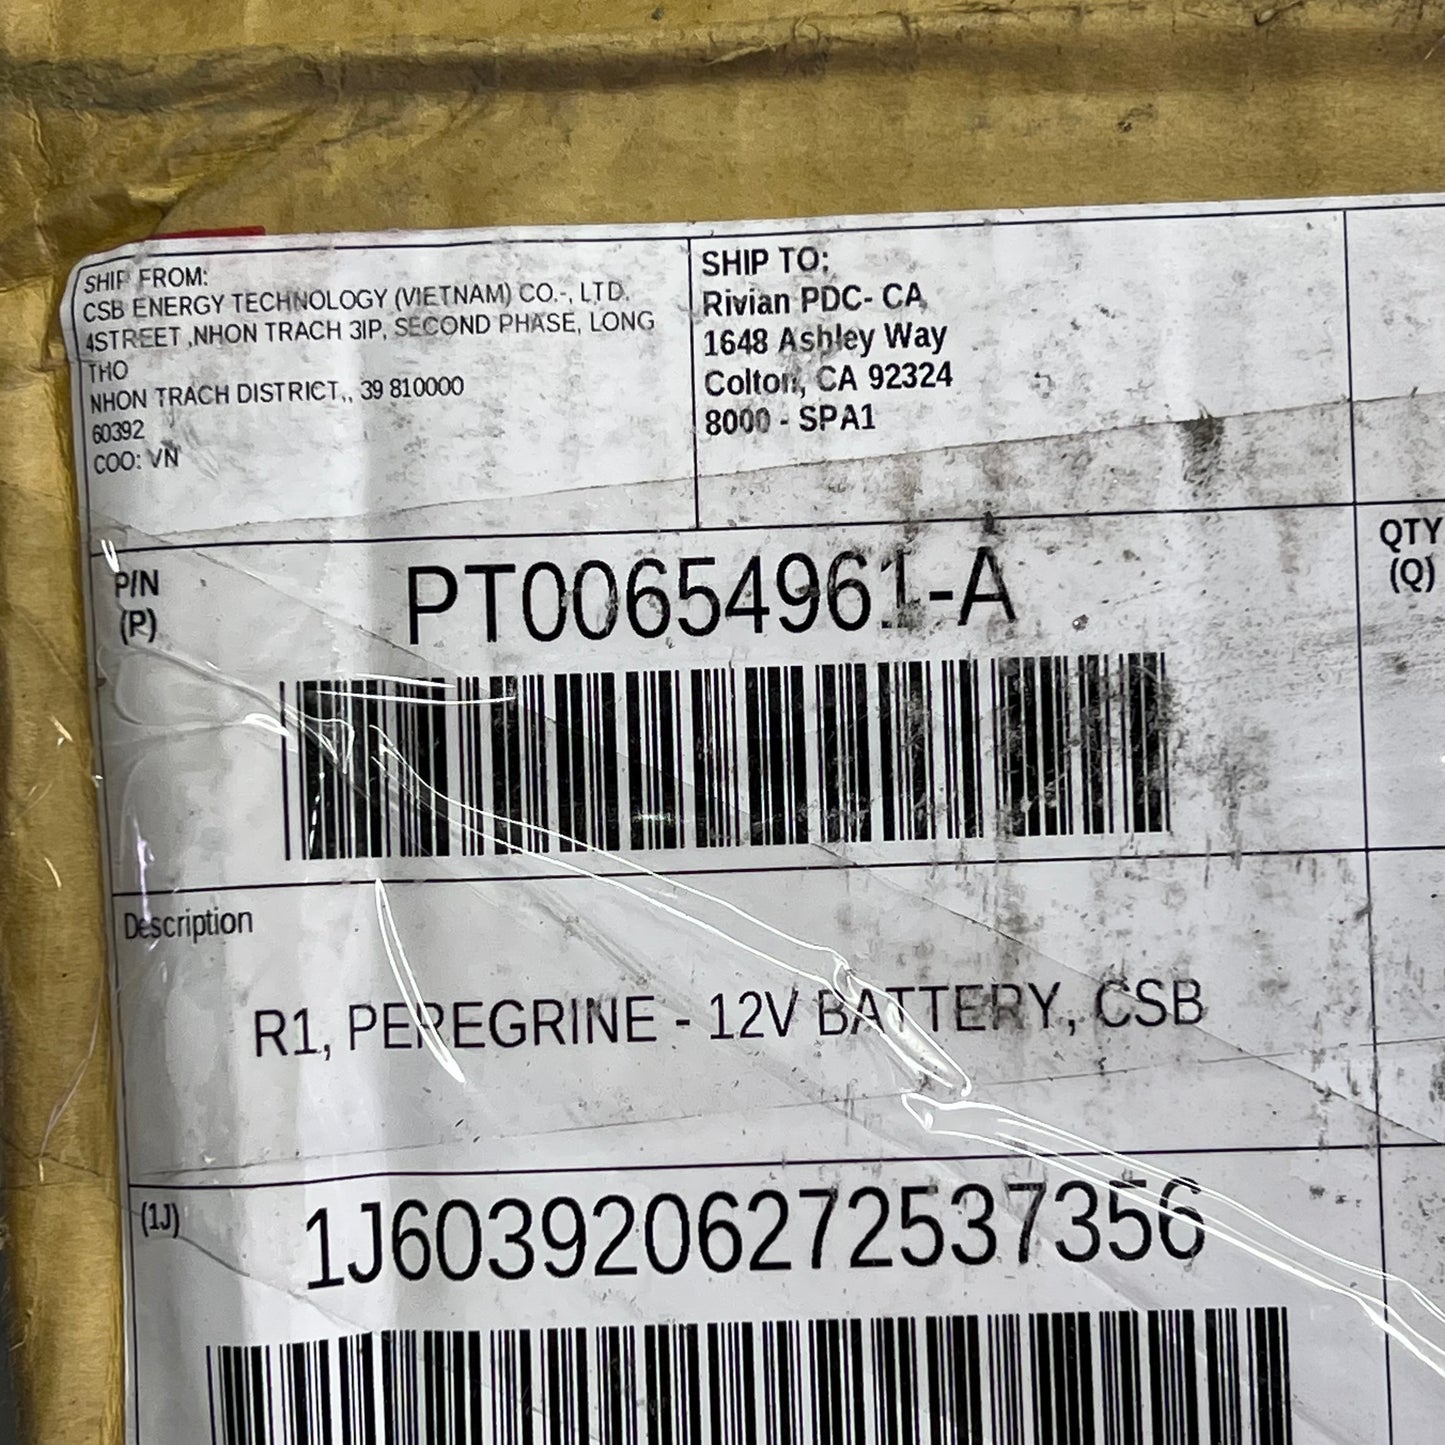 SHIP FROM:
CSB ENERGY TECHNOLOGY (VIETNAM) CO.-, LTD.
4STREET ,NHON TRACH 3IP, SECOND PHASE, LONG
THO
NHON TRACH DISTRICT,, 39 810000
60392
COO: VN
SHIP TO:
Rivian PDC- CA
1648 Ashley Way
Colton, CA 92324
8000 - SPA1
P/N
(P)
PT00654961-A
QTY
(Q)
Description
R1, PEREGRINE - 12V BATTERY, CSB
(1J)
1J6039206272537356